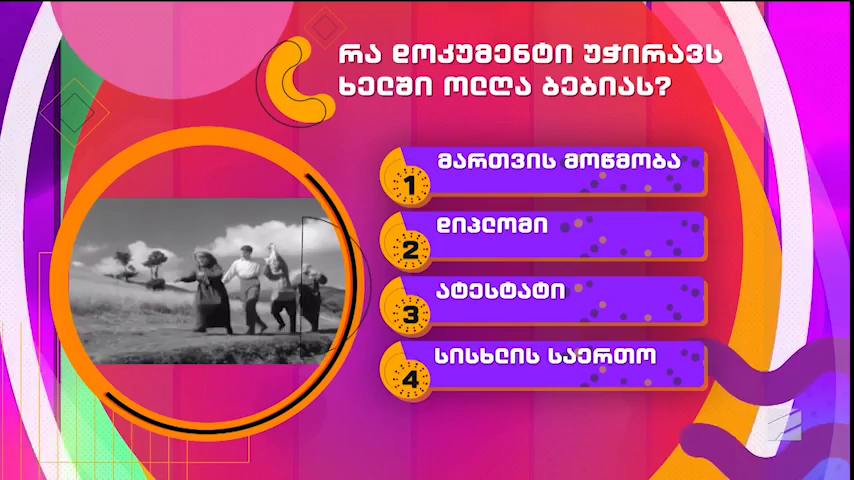 რა დოკუმენტი უჭირავს
ხელში ოლღა ბებიას?
1 მართვის მოწმობა
2 დიპლომი
3 ატესტატი
4 სისხლის საერთო